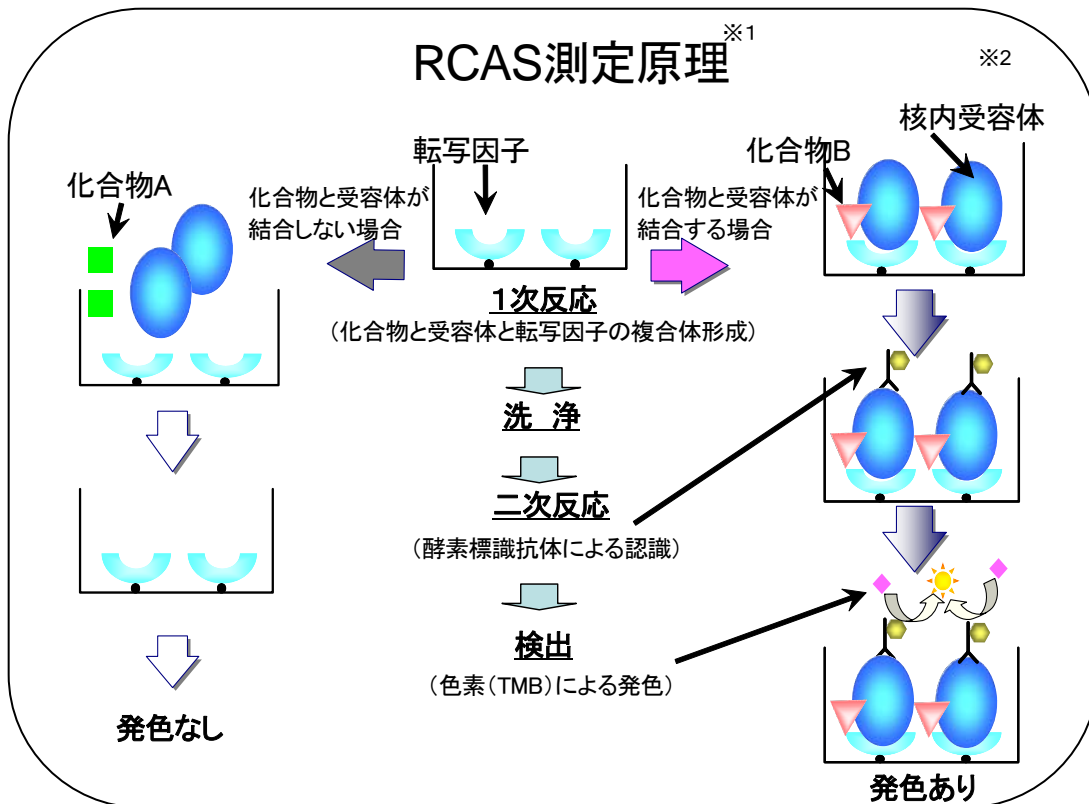 RCAS測定原理※1
※2
核内受容体
転写因子
化合物B
化合物A
化合物と受容体が
結合しない場合
化合物と受容体が
結合する場合
1次反応
（化合物と受容体と転写因子の複合体形成）
洗　浄
二次反応
（酵素標識抗体による認識）
検出
（色素（TMB）による発色）
発色なし
発色あり